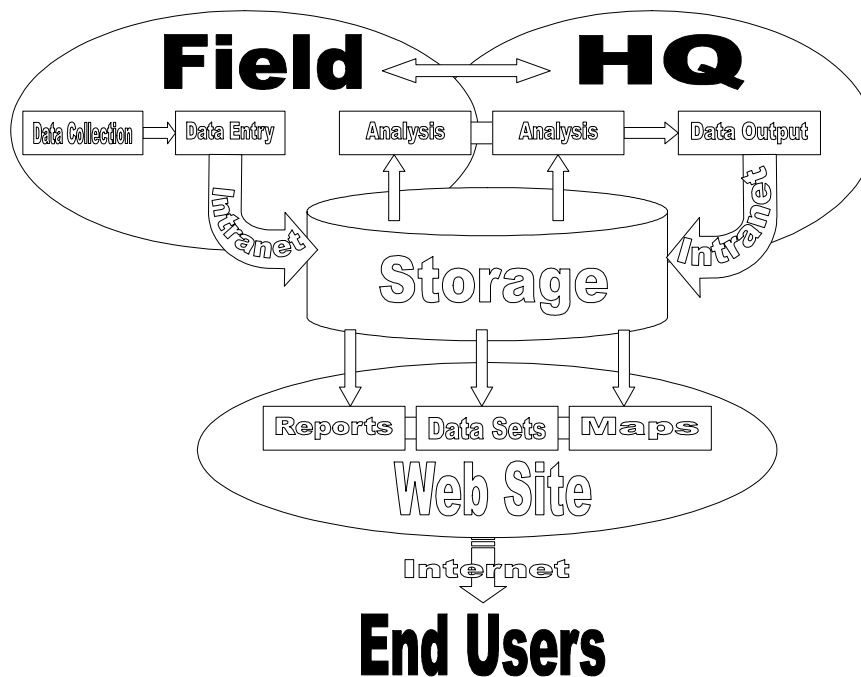 Field
HQ
Data Collection
Data Entry
Analysis
Analysis
Data Output
Intranet
Intranet
Storage
Reports
Data Sets
Maps
Web Site
Internet
End Users